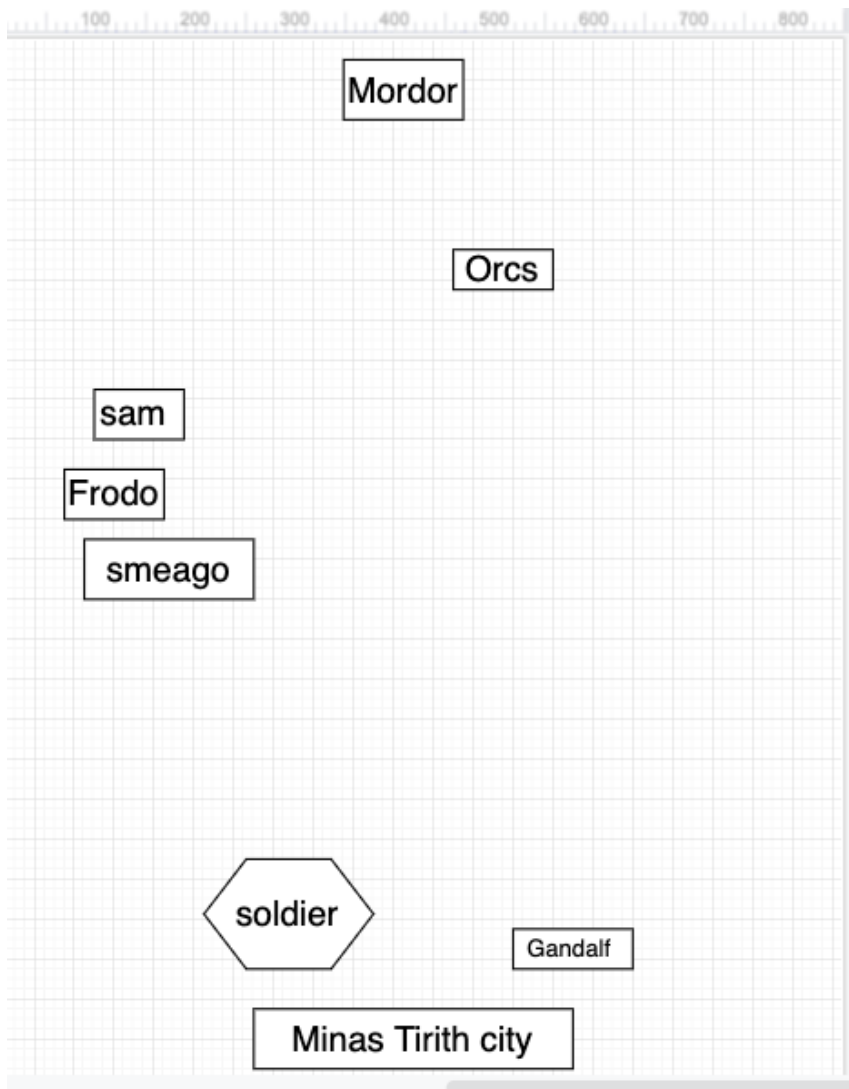 100 200 300 400 500 600 700 800
Mordor
Orcs
sam
Frodo
smeago
soldier
Gandalf
Minas Tirith city